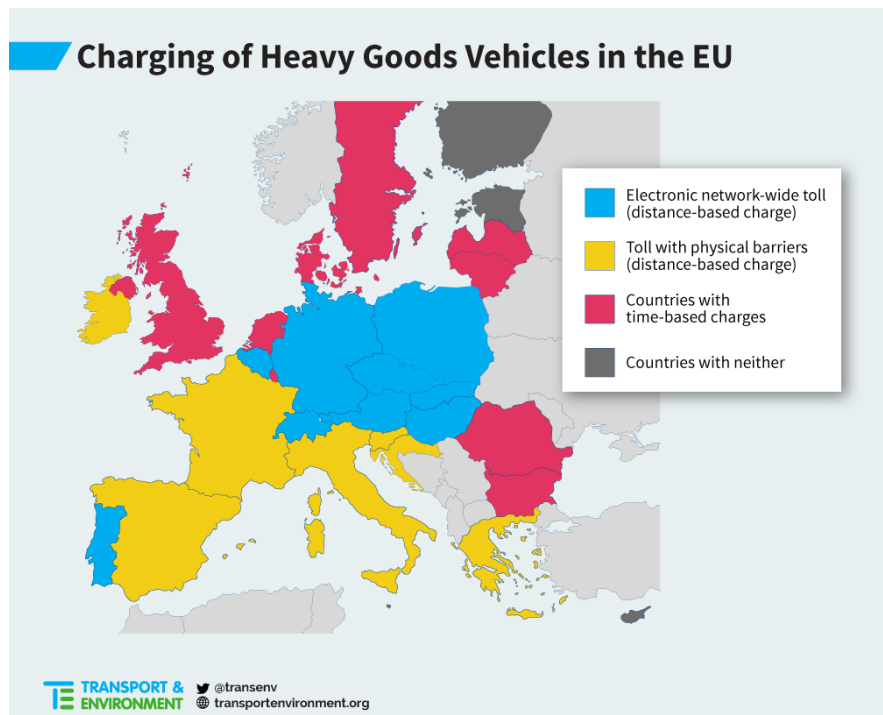 Charging of Heavy Goods Vehicles in the EU
Electronic network-wide toll
(distance-based charge)
Toll with physical barriers
(distance-based charge)
Countries with
time-based charges
Countries with neither
TE
TRANSPORT &
ENVIRONMENT
@transenv
transportenvironment.org